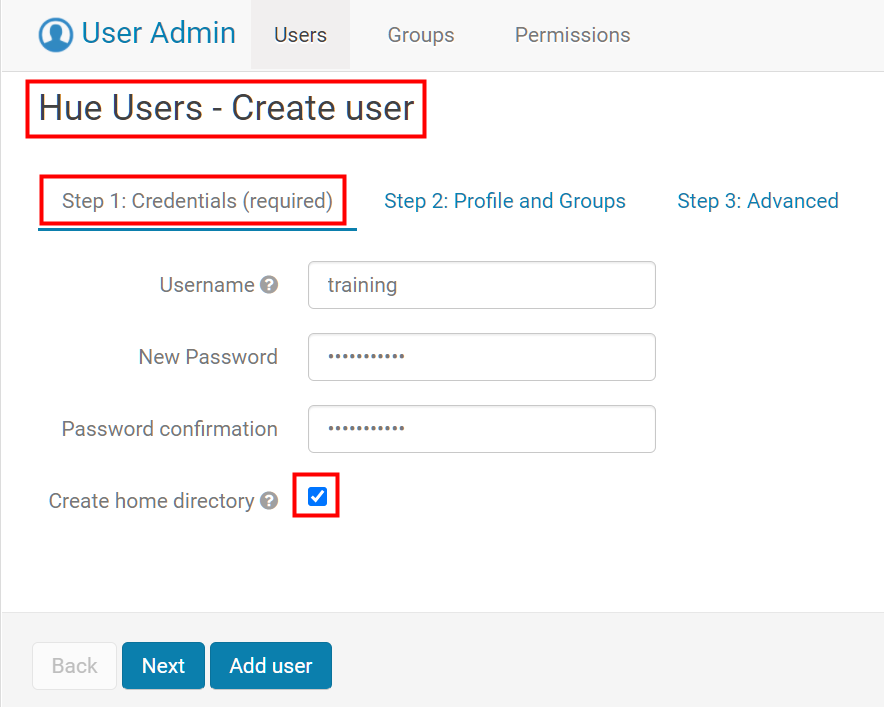 User Admin Users Groups Permissions
Hue Users - Create user
Step 1: Credentials (required) Step 2: Profile and Groups Step 3: Advanced
Username ? training
New Password •••••••••••
Password confirmation •••••••••••
Create home directory ?
Back Next Add user